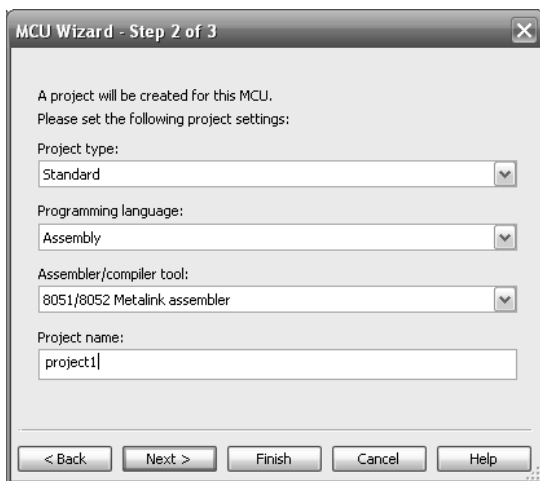 MCU Wizard - Step 2 of 3
A project will be created for this MCU.
Please set the following project settings:
Project type:
Standard
Programming language:
Assembly
Assembler/compiler tool:
8051/8052 Metalink assembler
Project name:
project1
< Back Next > Finish Cancel Help